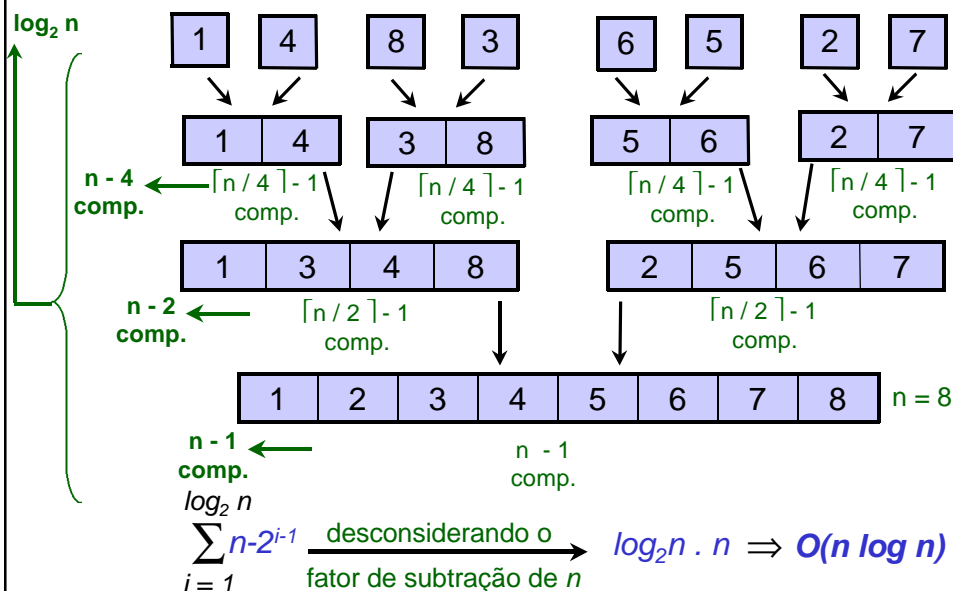 log₂ n
1 4 8 3 6 5 2 7
1 4 3 8 5 6 2 7
n - 4 ⌈n / 4⌉ - 1 ⌈n / 4⌉ - 1 ⌈n / 4⌉ - 1 ⌈n / 4⌉ - 1
comp. comp. comp. comp. comp.
1 3 4 8 2 5 6 7
n - 2 ⌈n / 2⌉ - 1 ⌈n / 2⌉ - 1
comp. comp. comp.
1 2 3 4 5 6 7 8 n = 8
n - 1 n - 1
comp. comp.
log₂ n
∑ n-2ⁱ⁻¹ desconsiderando o log₂n . n ⇒ O(n log n)
i = 1 fator de subtração de n